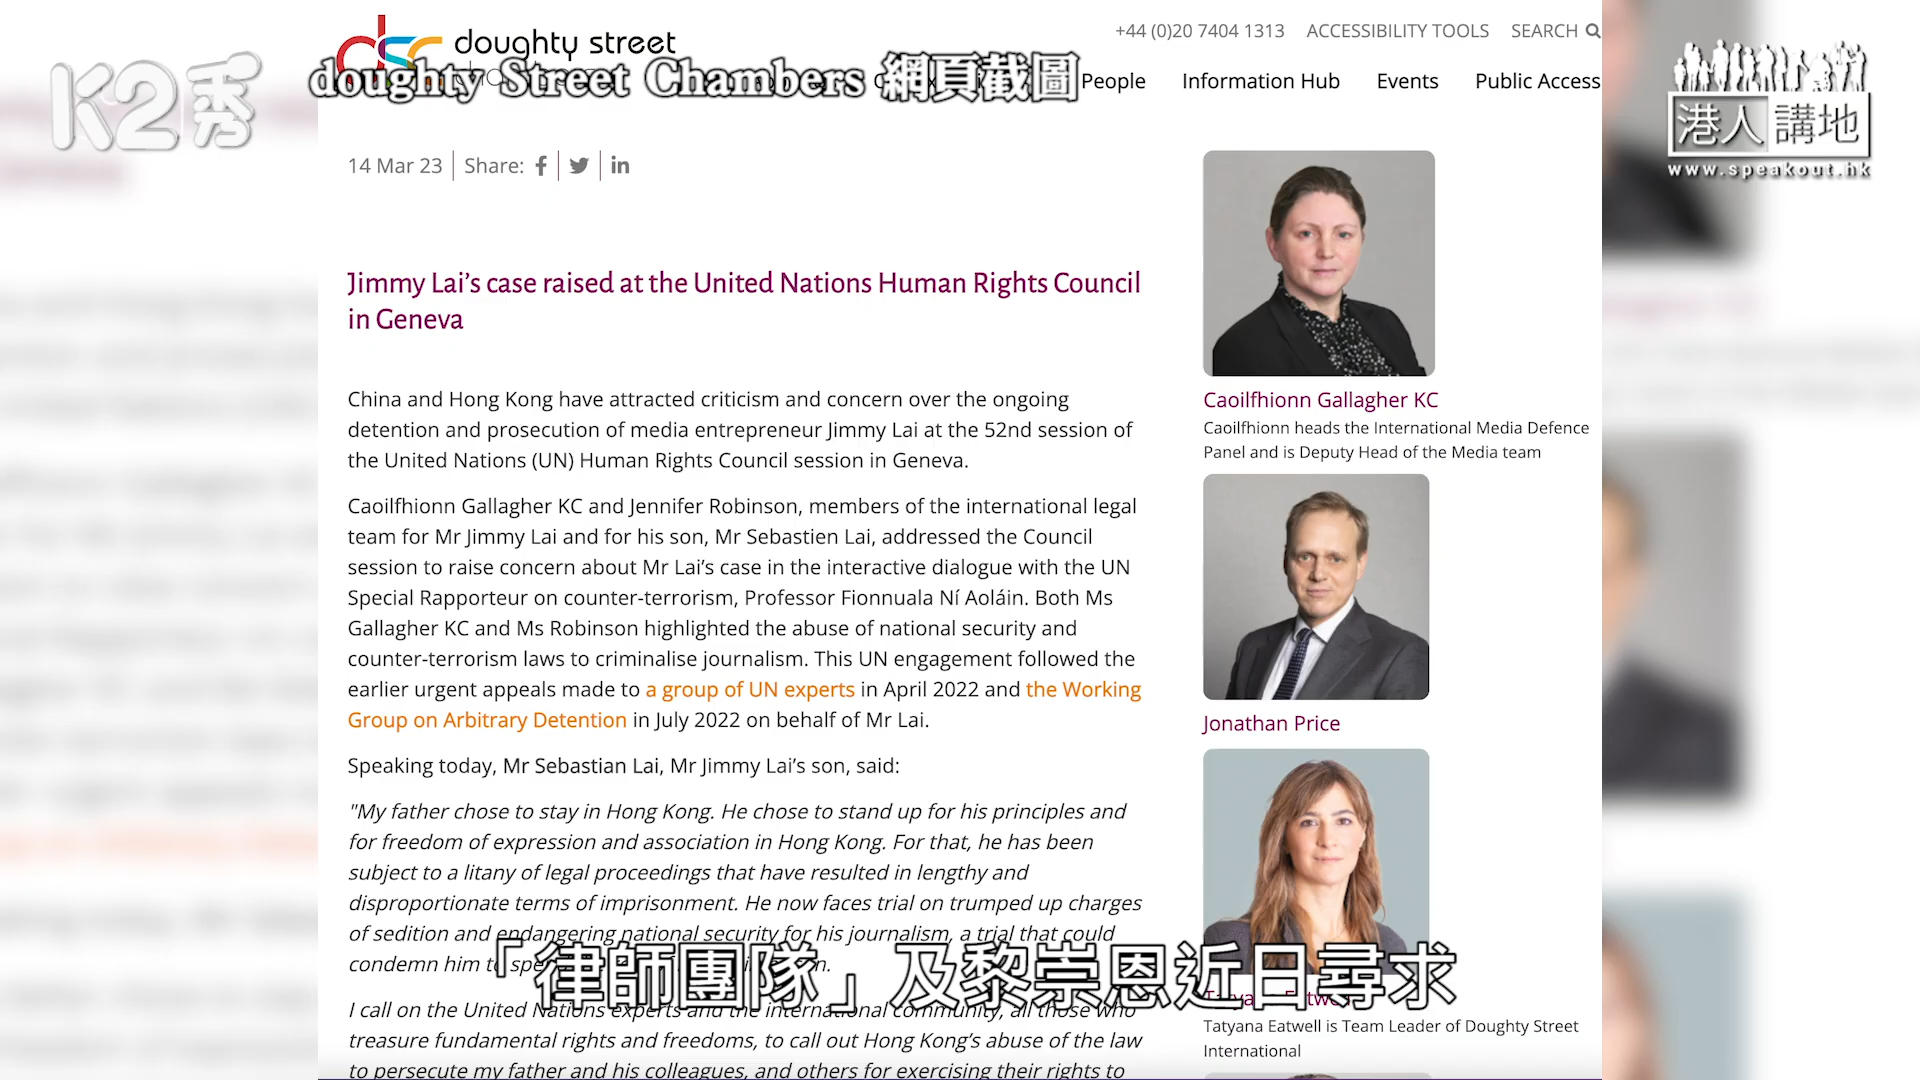 doughty street
+44 (0)20 7404 1313 ACCESSIBILITY TOOLS SEARCH
doughty Street Chambers 網頁截圖
People Information Hub Events Public Access
K2秀
港人講地
www.speakout.hk
14 Mar 23 Share:
Jimmy Lai’s case raised at the United Nations Human Rights Council
in Geneva
China and Hong Kong have attracted criticism and concern over the ongoing
detention and prosecution of media entrepreneur Jimmy Lai at the 52nd session of
the United Nations (UN) Human Rights Council session in Geneva.
Caoilfhionn Gallagher KC and Jennifer Robinson, members of the international legal
team for Mr Jimmy Lai and for his son, Mr Sebastien Lai, addressed the Council
session to raise concern about Mr Lai’s case in the interactive dialogue with the UN
Special Rapporteur on counter-terrorism, Professor Fionnuala Ní Aoláin. Both Ms
Gallagher KC and Ms Robinson highlighted the abuse of national security and
counter-terrorism laws to criminalise journalism. This UN engagement followed the
earlier urgent appeals made to a group of UN experts in April 2022 and the Working
Group on Arbitrary Detention in July 2022 on behalf of Mr Lai.
Speaking today, Mr Sebastian Lai, Mr Jimmy Lai’s son, said:
"My father chose to stay in Hong Kong. He chose to stand up for his principles and
for freedom of expression and association in Hong Kong. For that, he has been
subject to a litany of legal proceedings that have resulted in lengthy and
disproportionate terms of imprisonment. He now faces trial on trumped up charges
of sedition and endangering national security for his journalism, a trial that could
condemn him to
I call on the United Nations experts and the international community, all those who
treasure fundamental rights and freedoms, to call out Hong Kong’s abuse of the law
to persecute my father and his colleagues, and others for exercising their rights to
Caoilfhionn Gallagher KC
Caoilfhionn heads the International Media Defence
Panel and is Deputy Head of the Media team
Jonathan Price
Tatyana Eatwell is Team Leader of Doughty Street
International
「律師團隊」及黎崇恩近日尋求